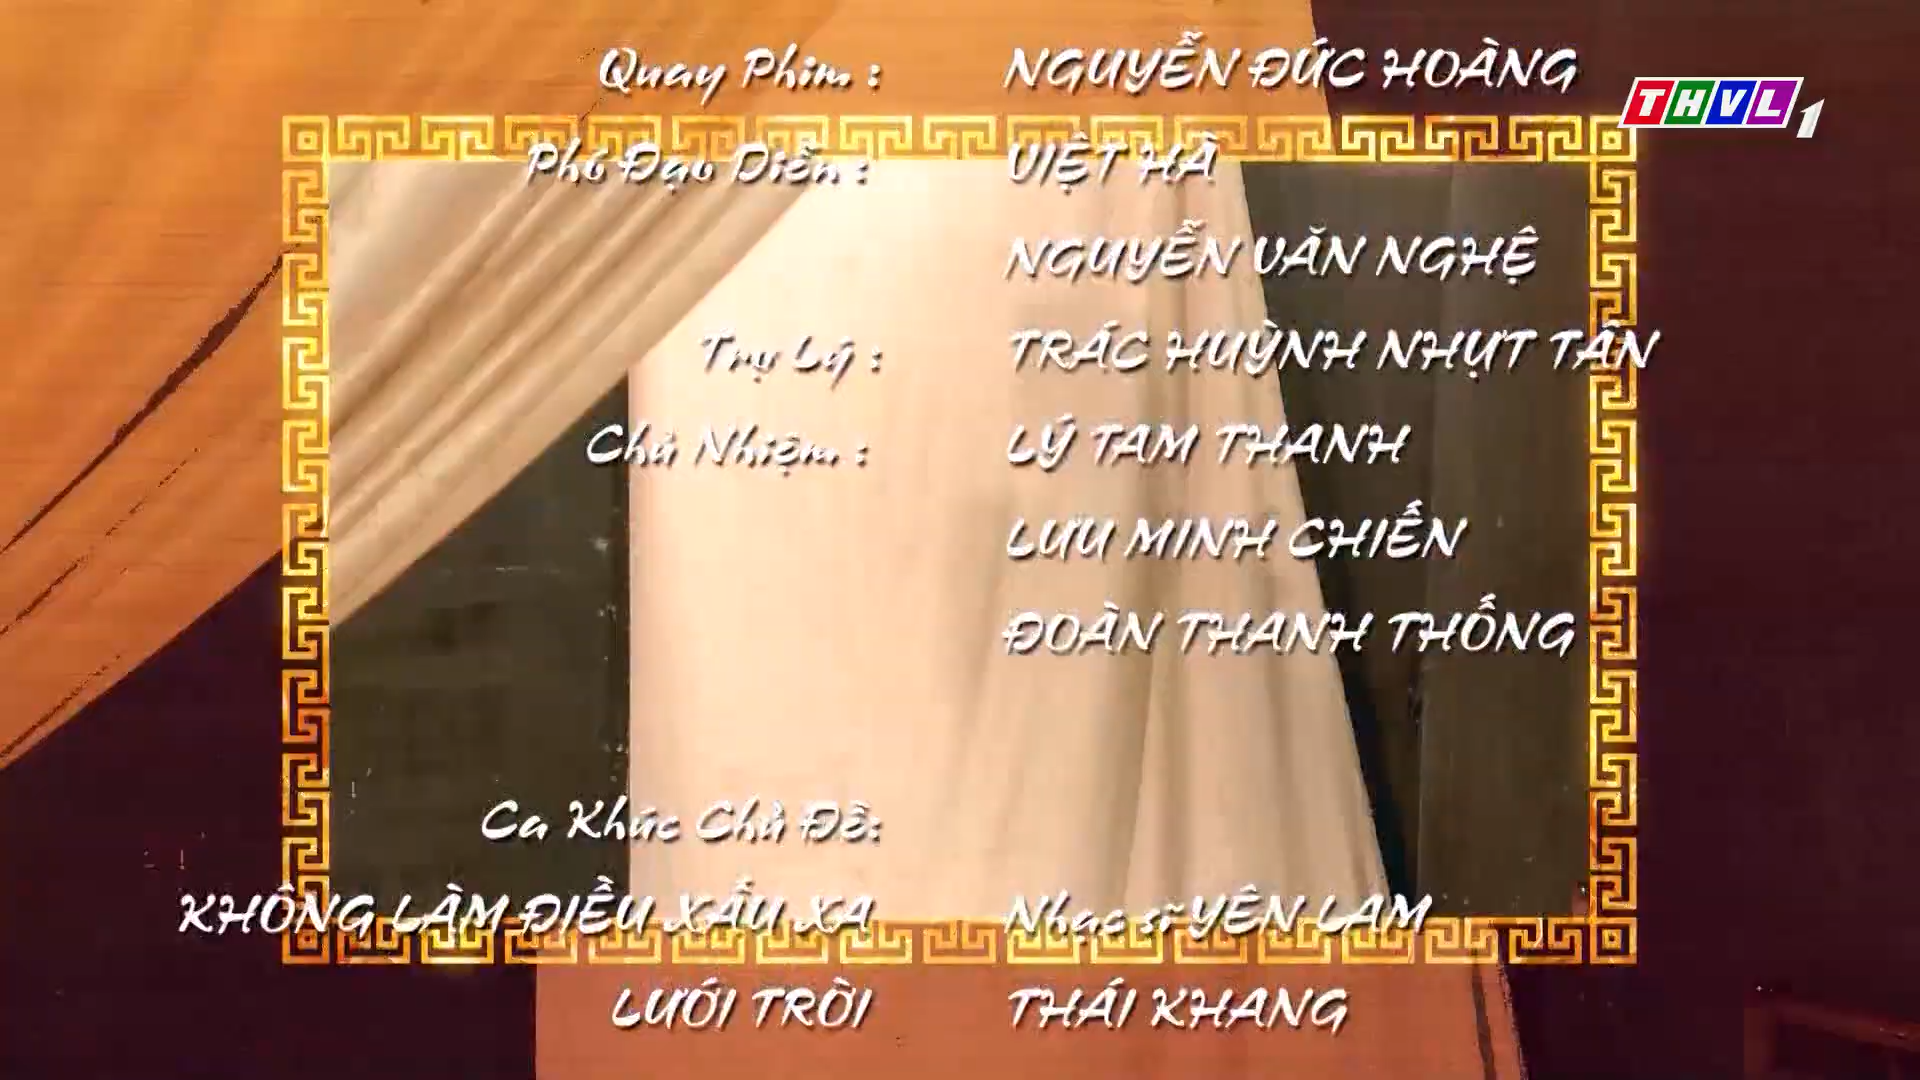 Quay Phim : NGUYỄN ĐỨC HOÀNG
THVL 1
Phó Đạo Diễn : VIỆT HÀ
NGUYỄN VĂN NGHỆ
Trợ Lý : TRÁC HUỲNH NHỰT TÂN
Chủ Nhiệm : LÝ TAM THANH
LƯU MINH CHIẾN
ĐOÀN THANH THỐNG
Ca Khúc Chủ Đề:
KHÔNG LÀM ĐIỀU XẤU XA Nhạc sĩ YÊN LAM
LƯỚI TRỜI THÁI KHANG